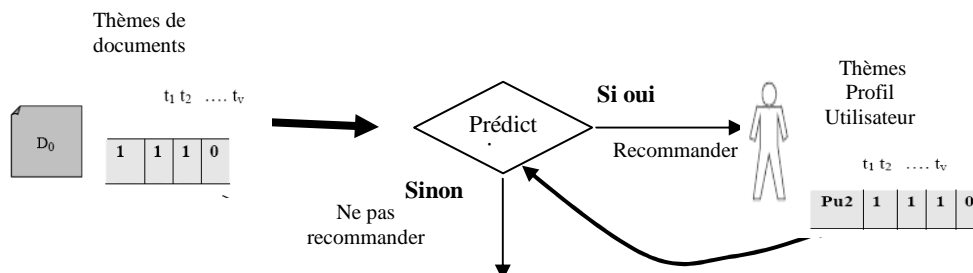 Thèmes de
documents
t1 t2 …. tv
D0
1 1 1 0
Prédict
.
Si oui
Recommander
Sinon
Ne pas
recommander
Thèmes
Profil
Utilisateur
t1 t2 …. tv
Pu2 1 1 1 0